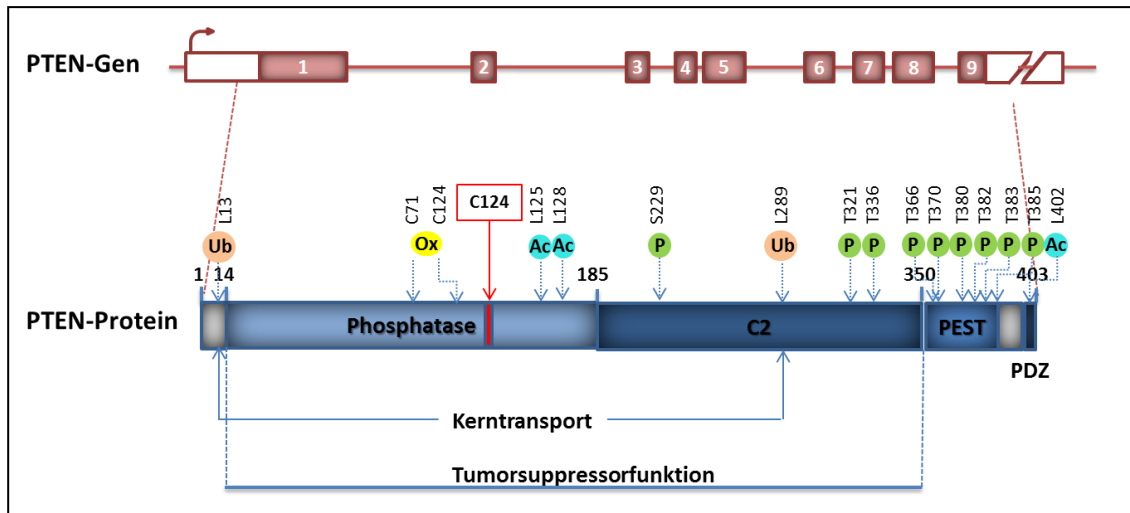 PTEN-Gen
1 2 3 4 5 6 7 8 9
L13 C71 C124 C124 L125 L128 S229 L289 T321 T336 T366 T370 T380 T382 T383 T385 L402
Ub Ox Ac Ac P Ub P P P P P P P P Ac
1 14 185 350 403
PTEN-Protein Phosphatase C2 PEST
PDZ
Kerntransport
Tumorsuppressorfunktion